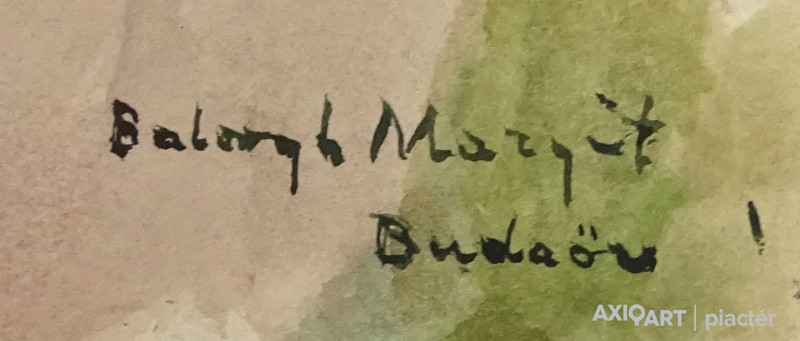 Balogh Margit
Budaörs
AXIOART | piactér